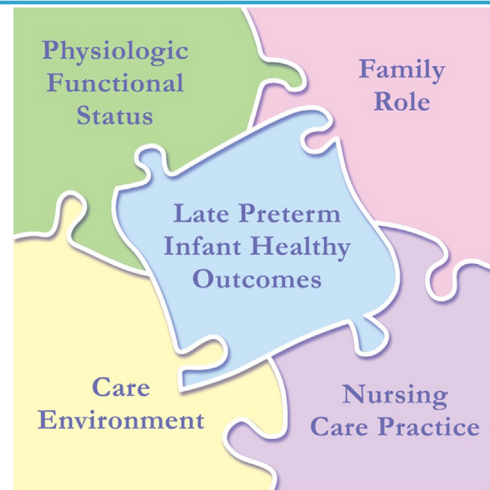 Physiologic
Functional
Status
Family
Role
Late Preterm
Infant Healthy
Outcomes
Care
Environment
Nursing
Care Practice